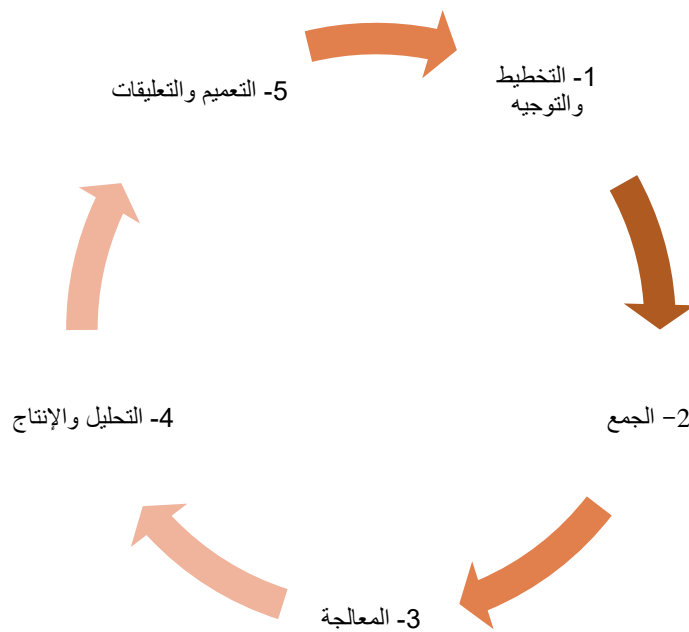 1- التخطيط
والتوجيه
2– الجمع
3- المعالجة
4- التحليل والإنتاج
5- التعميم والتعليقات